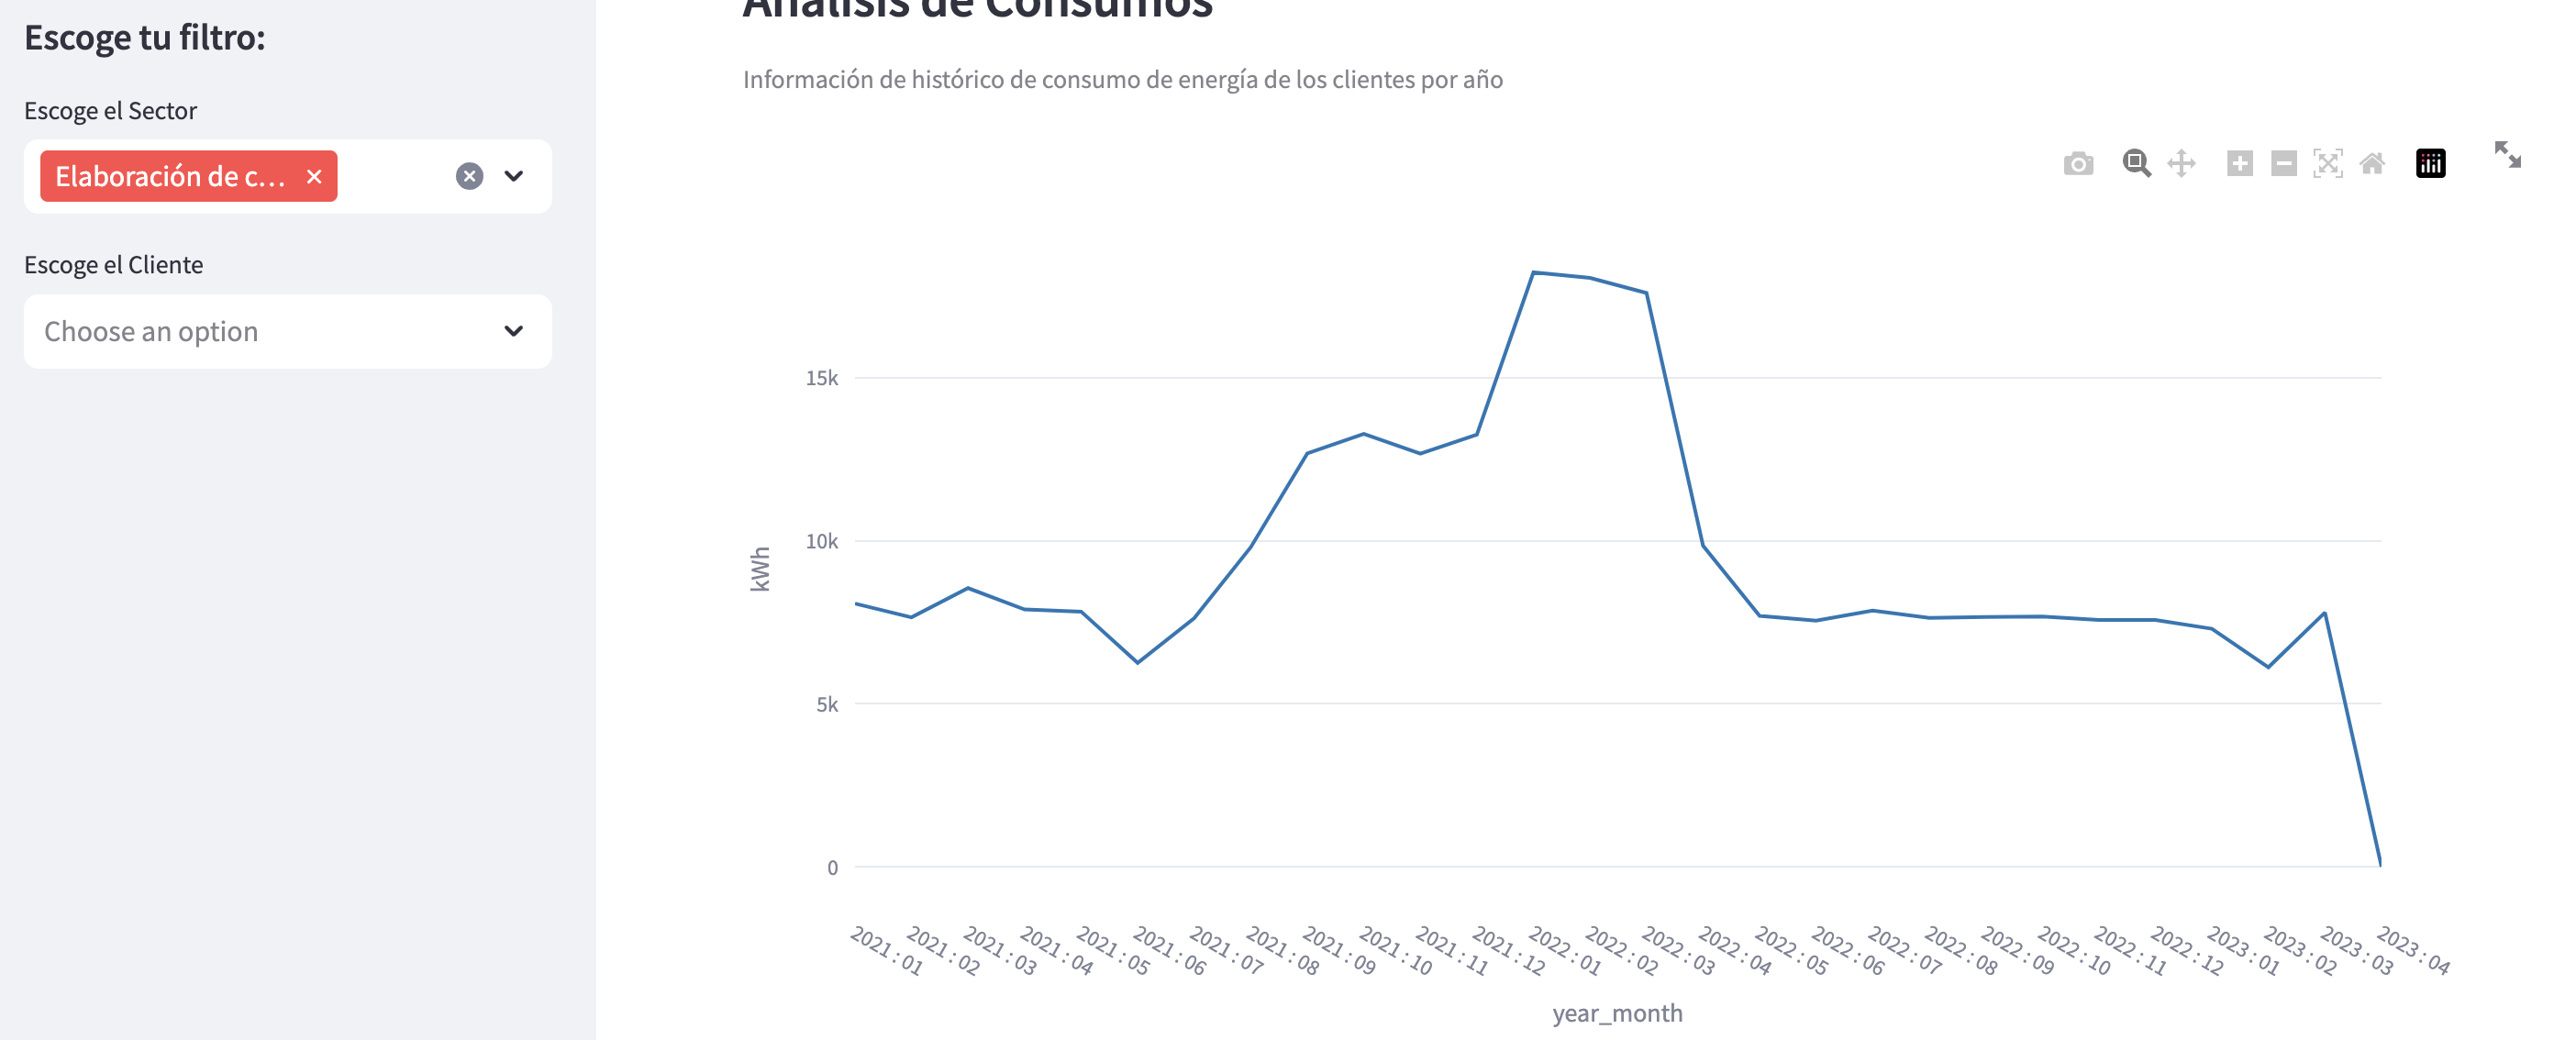 Escoge tu filtro:
Escoge el Sector
Elaboración de c...
Escoge el Cliente
Choose an option
Análisis de Consumos
Información de histórico de consumo de energía de los clientes por año
15k
10k
5k
0
kWh
2021:01
2021:02
2021:03
2021:04
2021:05
2021:06
2021:07
2021:08
2021:09
2021:10
2021:11
2021:12
2022:01
2022:02
2022:03
2022:04
2022:05
2022:06
2022:07
2022:08
2022:09
2022:10
2022:11
2022:12
2023:01
2023:02
2023:03
2023:04
year_month